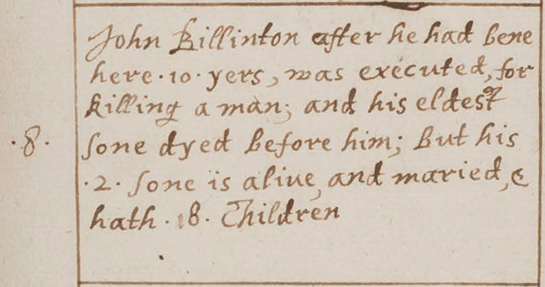 John Billinton after he had bene
here·10·yers, was executed, for
killing a man; and his eldest
·8· sone dyed before him; But his
·2· sone is alive, and maried, &
hath ·8· Children